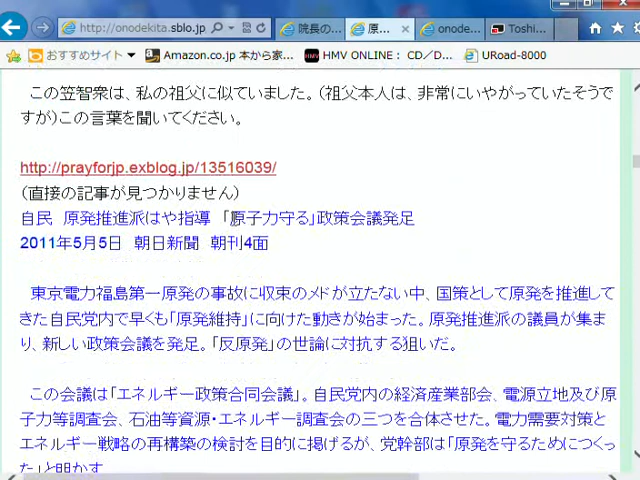 http://onodekita.sblo.jp
院長の...
原...
onode...
Toshi...
おすすめサイト
Amazon.co.jp 本から家...
HMV ONLINE： CD／D...
URoad-8000
この笠智衆は、私の祖父に似ていました。（祖父本人は、非常にいやがっていたそうで
すが）この言葉を聞いてください。
http://prayforjp.exblog.jp/13516039/
（直接の記事が見つかりません）
自民　原発推進派はや指導　「原子力守る」政策会議発足
2011年5月5日　朝日新聞　朝刊4面
東京電力福島第一原発の事故に収束のメドが立たない中、国策として原発を推進して
きた自民党内で早くも「原発維持」に向けた動きが始まった。原発推進派の議員が集ま
り、新しい政策会議を発足。「反原発」の世論に対抗する狙いだ。
この会議は「エネルギー政策合同会議」。自民党内の経済産業部会、電源立地及び原
子力等調査会、石油等資源・エネルギー調査会の三つを合体させた。電力需要対策と
エネルギー戦略の再構築の検討を目的に掲げるが、党幹部は「原発を守るためにつくっ
た」と明かす